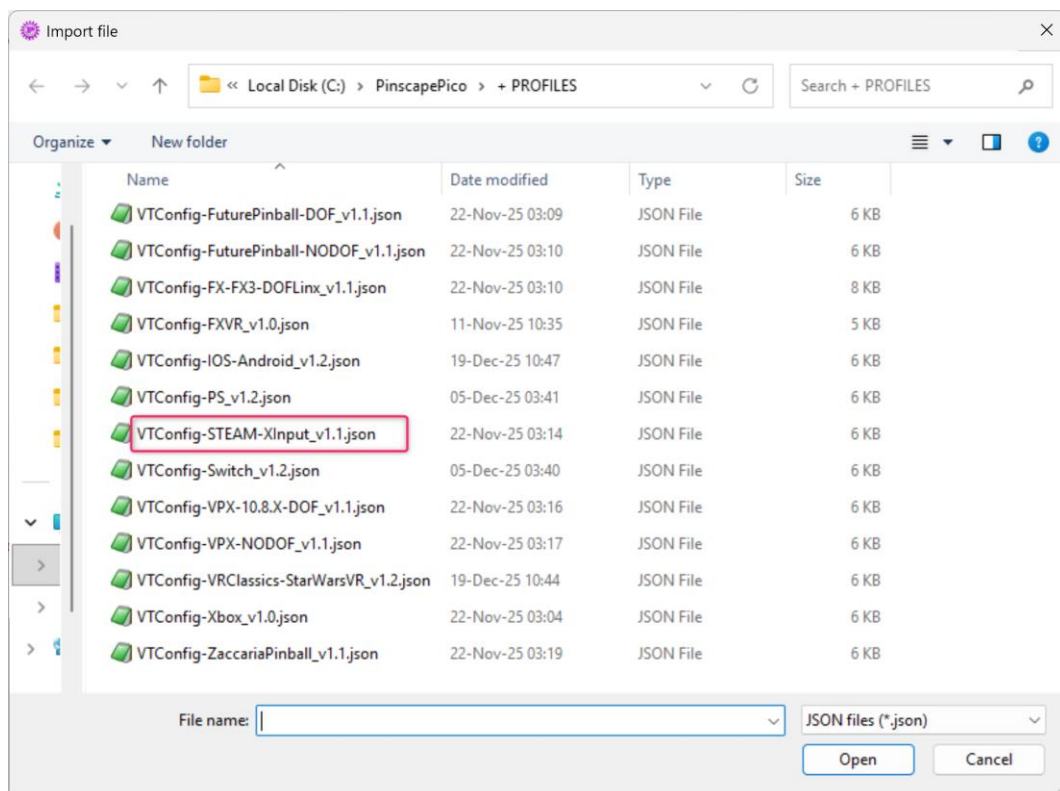 Import file
« Local Disk (C:) > PinscapePico > + PROFILES
Search + PROFILES
Organize
New folder
Name Date modified Type Size
VTConfig-FuturePinball-DOF_v1.1.json 22-Nov-25 03:09 JSON File 6 KB
VTConfig-FuturePinball-NODOF_v1.1.json 22-Nov-25 03:10 JSON File 6 KB
VTConfig-FX-FX3-DOFLinx_v1.1.json 22-Nov-25 03:10 JSON File 8 KB
VTConfig-FXVR_v1.0.json 11-Nov-25 10:35 JSON File 5 KB
VTConfig-IOS-Android_v1.2.json 19-Dec-25 10:47 JSON File 6 KB
VTConfig-PS_v1.2.json 05-Dec-25 03:41 JSON File 6 KB
VTConfig-STEAM-XInput_v1.1.json 22-Nov-25 03:14 JSON File 6 KB
VTConfig-Switch_v1.2.json 05-Dec-25 03:40 JSON File 6 KB
VTConfig-VPX-10.8.X-DOF_v1.1.json 22-Nov-25 03:16 JSON File 6 KB
VTConfig-VPX-NODOF_v1.1.json 22-Nov-25 03:17 JSON File 6 KB
VTConfig-VRClassics-StarWarsVR_v1.2.json 19-Dec-25 10:44 JSON File 6 KB
VTConfig-Xbox_v1.0.json 22-Nov-25 03:04 JSON File 6 KB
VTConfig-ZaccariaPinball_v1.1.json 22-Nov-25 03:19 JSON File 6 KB
File name:
JSON files (*.json)
Open
Cancel